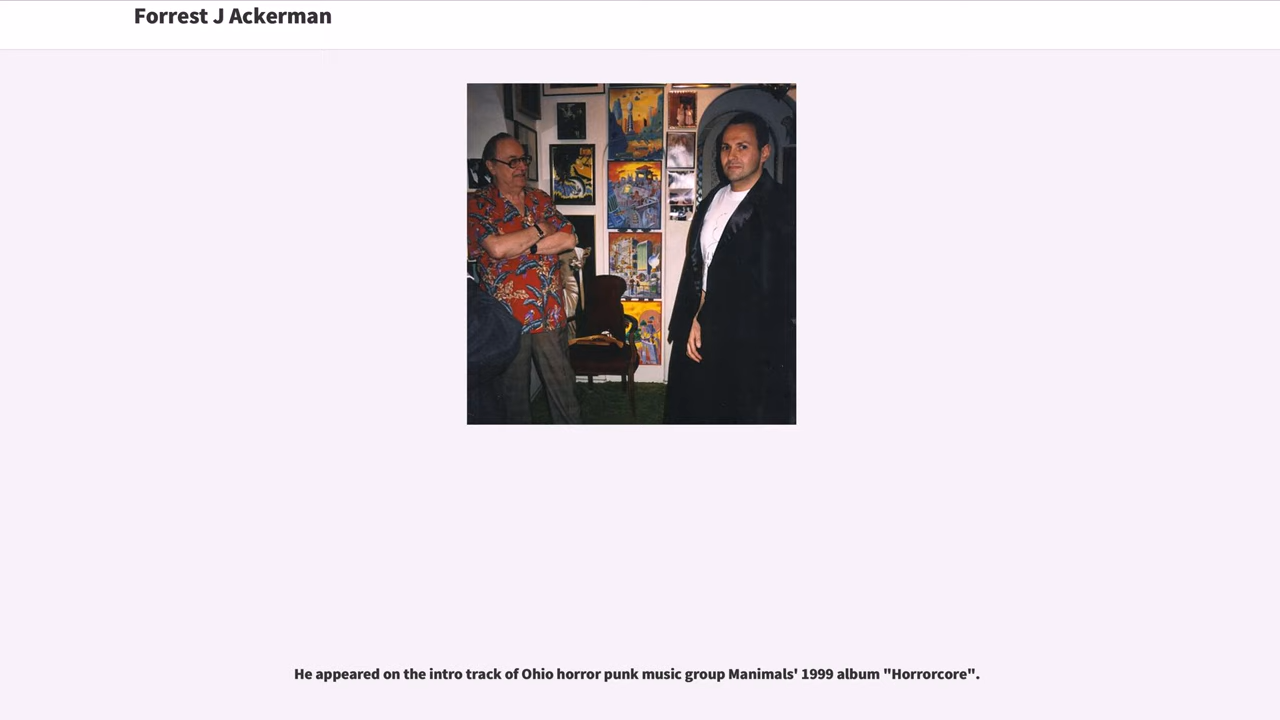 Forrest J Ackerman
He appeared on the intro track of Ohio horror punk music group Manimals' 1999 album "Horrorcore".